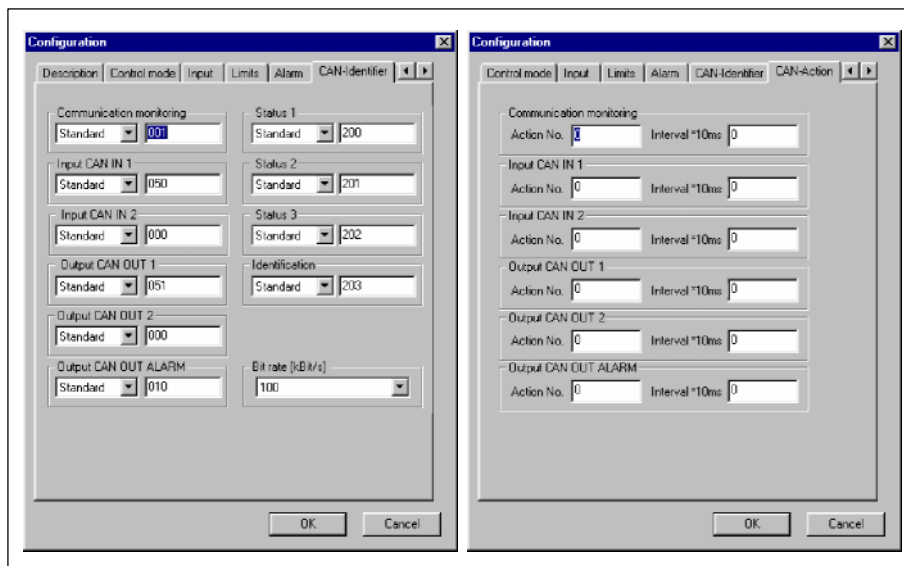 Configuration
Description Control mode Input Limits Alarm CAN-Identifier
Communication monitoring
Standard 001
Input CAN IN 1
Standard 050
Input CAN IN 2
Standard 000
Output CAN OUT 1
Standard 051
Output CAN OUT 2
Standard 000
Output CAN OUT ALARM
Standard 010
Status 1
Standard 200
Status 2
Standard 201
Status 3
Standard 202
Identification
Standard 203
Bit rate [kBit/s]
100
OK Cancel
Configuration
Control mode Input Limits Alarm CAN-Identifier CAN-Action
Communication monitoring
Action No. 0 Interval *10ms 0
Input CAN IN 1
Action No. 0 Interval *10ms 0
Input CAN IN 2
Action No. 0 Interval *10ms 0
Output CAN OUT 1
Action No. 0 Interval *10ms 0
Output CAN OUT 2
Action No. 0 Interval *10ms 0
Output CAN OUT ALARM
Action No. 0 Interval *10ms 0
OK Cancel